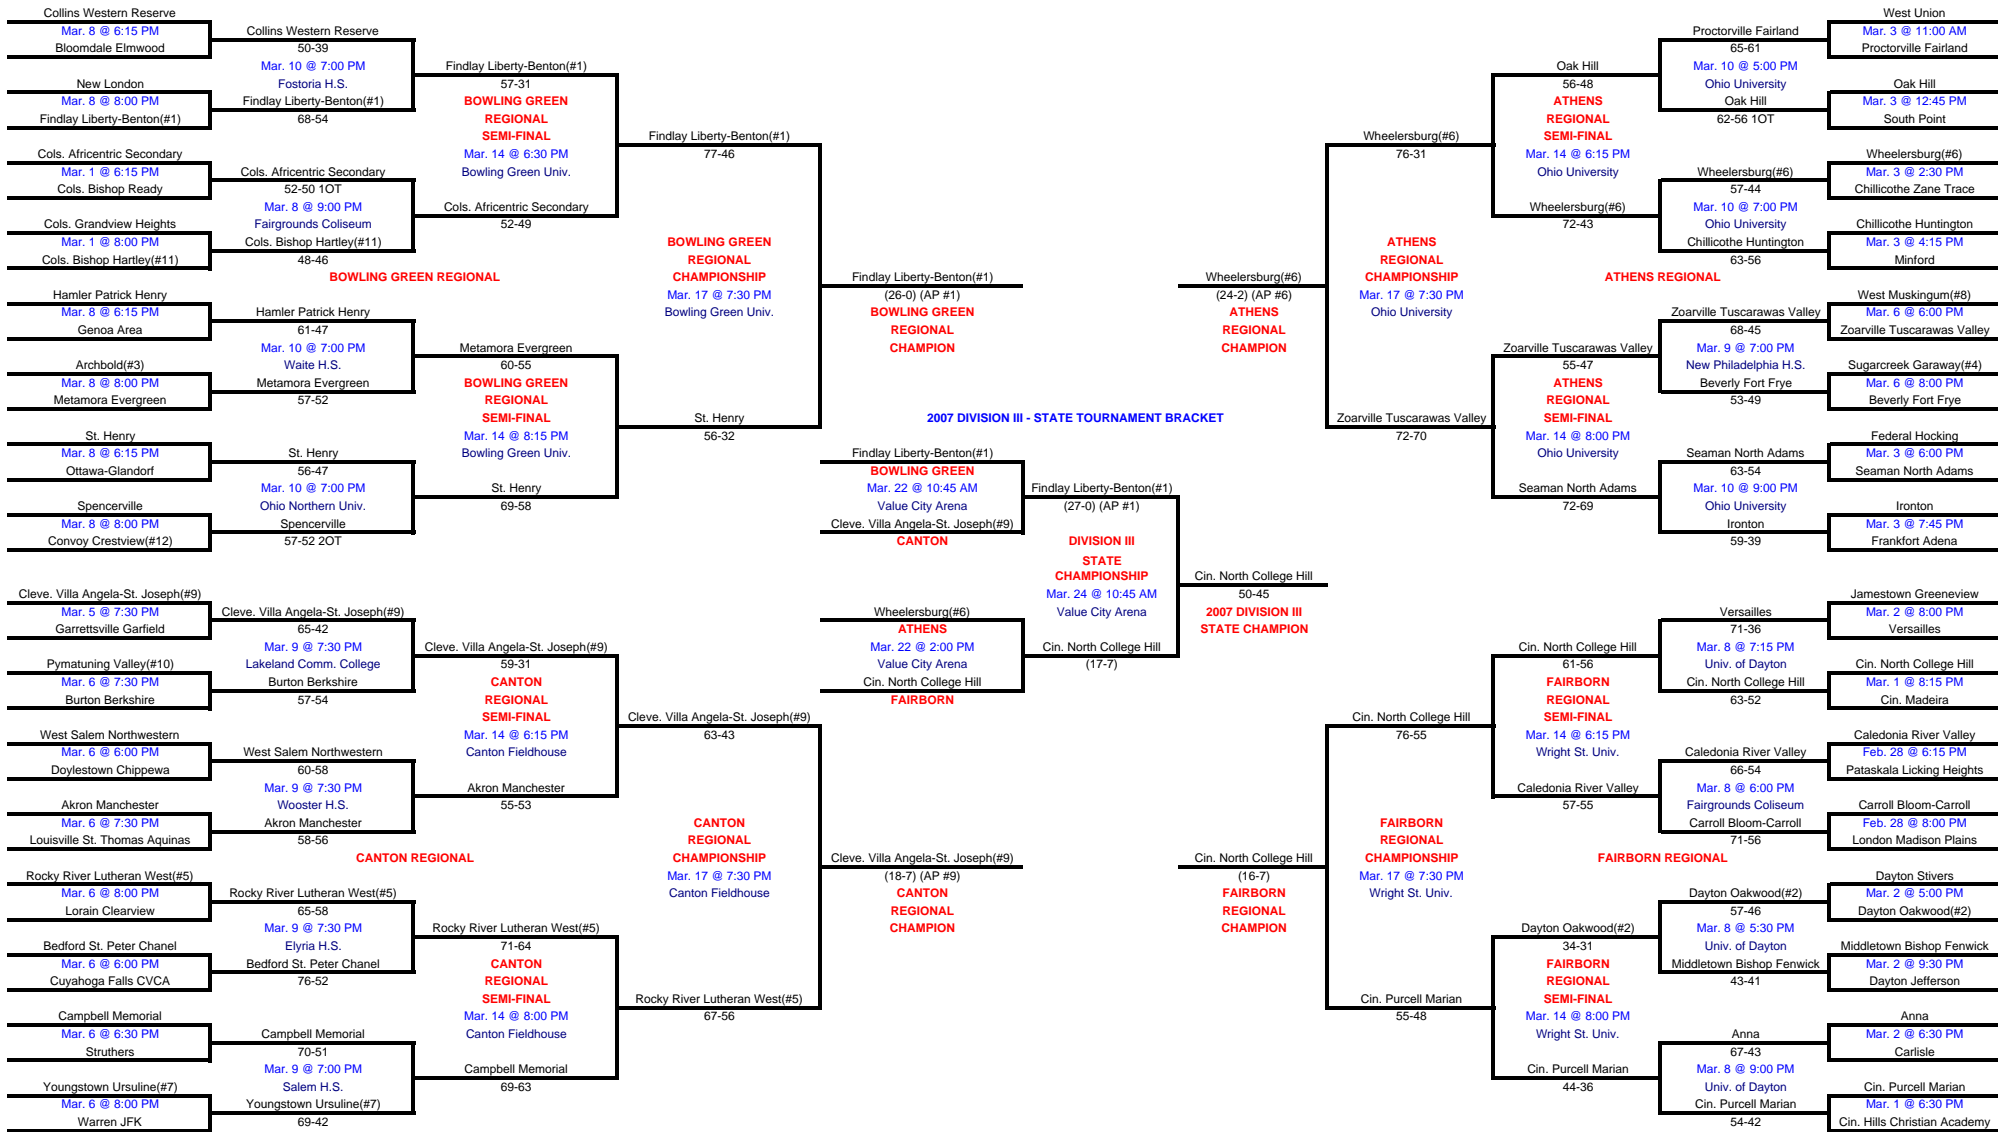 2007 DIVISION III - STATE TOURNAMENT BRACKET
BOWLING GREEN REGIONAL
Collins Western Reserve
Mar. 8 @ 6:15 PM
Bloomdale Elmwood
New London
Mar. 8 @ 8:00 PM
Findlay Liberty-Benton(#1)
Cols. Africentric Secondary
Mar. 1 @ 6:15 PM
Cols. Bishop Ready
Cols. Grandview Heights
Mar. 1 @ 8:00 PM
Cols. Bishop Hartley(#11)
Hamler Patrick Henry
Mar. 8 @ 6:15 PM
Genoa Area
Archbold(#3)
Mar. 8 @ 8:00 PM
Metamora Evergreen
St. Henry
Mar. 8 @ 6:15 PM
Ottawa-Glandorf
Spencerville
Mar. 8 @ 8:00 PM
Convoy Crestview(#12)
Collins Western Reserve
50-39
Mar. 10 @ 7:00 PM
Fostoria H.S.
Findlay Liberty-Benton(#1)
68-54
Cols. Africentric Secondary
52-50 1OT
Mar. 8 @ 9:00 PM
Fairgrounds Coliseum
Cols. Bishop Hartley(#11)
48-46
Hamler Patrick Henry
61-47
Mar. 10 @ 7:00 PM
Waite H.S.
Metamora Evergreen
57-52
St. Henry
56-47
Mar. 10 @ 7:00 PM
Ohio Northern Univ.
Spencerville
57-52 2OT
Findlay Liberty-Benton(#1)
57-31
BOWLING GREEN
REGIONAL
SEMI-FINAL
Mar. 14 @ 6:30 PM
Bowling Green Univ.
Cols. Africentric Secondary
52-49
Metamora Evergreen
60-55
BOWLING GREEN
REGIONAL
SEMI-FINAL
Mar. 14 @ 8:15 PM
Bowling Green Univ.
St. Henry
69-58
Findlay Liberty-Benton(#1)
77-46
BOWLING GREEN
REGIONAL
CHAMPIONSHIP
Mar. 17 @ 7:30 PM
Bowling Green Univ.
St. Henry
56-32
Findlay Liberty-Benton(#1)
(26-0) (AP #1)
BOWLING GREEN
REGIONAL
CHAMPION
CANTON REGIONAL
Cleve. Villa Angela-St. Joseph(#9)
Mar. 5 @ 7:30 PM
Garrettsville Garfield
Pymatuning Valley(#10)
Mar. 6 @ 7:30 PM
Burton Berkshire
West Salem Northwestern
Mar. 6 @ 6:00 PM
Doylestown Chippewa
Akron Manchester
Mar. 6 @ 7:30 PM
Louisville St. Thomas Aquinas
Rocky River Lutheran West(#5)
Mar. 6 @ 8:00 PM
Lorain Clearview
Bedford St. Peter Chanel
Mar. 6 @ 6:00 PM
Cuyahoga Falls CVCA
Campbell Memorial
Mar. 6 @ 6:30 PM
Struthers
Youngstown Ursuline(#7)
Mar. 6 @ 8:00 PM
Warren JFK
Cleve. Villa Angela-St. Joseph(#9)
65-42
Mar. 9 @ 7:30 PM
Lakeland Comm. College
Burton Berkshire
57-54
West Salem Northwestern
60-58
Mar. 9 @ 7:30 PM
Wooster H.S.
Akron Manchester
58-56
Rocky River Lutheran West(#5)
65-58
Mar. 9 @ 7:30 PM
Elyria H.S.
Bedford St. Peter Chanel
76-52
Campbell Memorial
70-51
Mar. 9 @ 7:00 PM
Salem H.S.
Youngstown Ursuline(#7)
69-42
Cleve. Villa Angela-St. Joseph(#9)
59-31
CANTON
REGIONAL
SEMI-FINAL
Mar. 14 @ 6:15 PM
Canton Fieldhouse
Akron Manchester
55-53
Rocky River Lutheran West(#5)
71-64
CANTON
REGIONAL
SEMI-FINAL
Mar. 14 @ 8:00 PM
Canton Fieldhouse
Campbell Memorial
69-63
Cleve. Villa Angela-St. Joseph(#9)
63-43
CANTON
REGIONAL
CHAMPIONSHIP
Mar. 17 @ 7:30 PM
Canton Fieldhouse
Rocky River Lutheran West(#5)
67-56
Cleve. Villa Angela-St. Joseph(#9)
(18-7) (AP #9)
CANTON
REGIONAL
CHAMPION
Findlay Liberty-Benton(#1)
BOWLING GREEN
Mar. 22 @ 10:45 AM
Value City Arena
Cleve. Villa Angela-St. Joseph(#9)
CANTON
Wheelersburg(#6)
ATHENS
Mar. 22 @ 2:00 PM
Value City Arena
Cin. North College Hill
FAIRBORN
Findlay Liberty-Benton(#1)
(27-0) (AP #1)
DIVISION III
STATE
CHAMPIONSHIP
Mar. 24 @ 10:45 AM
Value City Arena
Cin. North College Hill
(17-7)
Cin. North College Hill
50-45
2007 DIVISION III
STATE CHAMPION
Wheelersburg(#6)
(24-2) (AP #6)
ATHENS
REGIONAL
CHAMPION
Wheelersburg(#6)
76-31
ATHENS
REGIONAL
CHAMPIONSHIP
Mar. 17 @ 7:30 PM
Ohio University
Zoarville Tuscarawas Valley
72-70
Oak Hill
56-48
ATHENS
REGIONAL
SEMI-FINAL
Mar. 14 @ 6:15 PM
Ohio University
Wheelersburg(#6)
72-43
Zoarville Tuscarawas Valley
55-47
ATHENS
REGIONAL
SEMI-FINAL
Mar. 14 @ 8:00 PM
Ohio University
Seaman North Adams
72-69
ATHENS REGIONAL
Proctorville Fairland
65-61
Mar. 10 @ 5:00 PM
Ohio University
Oak Hill
62-56 1OT
Wheelersburg(#6)
57-44
Mar. 10 @ 7:00 PM
Ohio University
Chillicothe Huntington
63-56
Zoarville Tuscarawas Valley
68-45
Mar. 9 @ 7:00 PM
New Philadelphia H.S.
Beverly Fort Frye
53-49
Seaman North Adams
63-54
Mar. 10 @ 9:00 PM
Ohio University
Ironton
59-39
West Union
Mar. 3 @ 11:00 AM
Proctorville Fairland
Oak Hill
Mar. 3 @ 12:45 PM
South Point
Wheelersburg(#6)
Mar. 3 @ 2:30 PM
Chillicothe Zane Trace
Chillicothe Huntington
Mar. 3 @ 4:15 PM
Minford
West Muskingum(#8)
Mar. 6 @ 6:00 PM
Zoarville Tuscarawas Valley
Sugarcreek Garaway(#4)
Mar. 6 @ 8:00 PM
Beverly Fort Frye
Federal Hocking
Mar. 3 @ 6:00 PM
Seaman North Adams
Ironton
Mar. 3 @ 7:45 PM
Frankfort Adena
Cin. North College Hill
(16-7)
FAIRBORN
REGIONAL
CHAMPION
Cin. North College Hill
76-55
FAIRBORN
REGIONAL
CHAMPIONSHIP
Mar. 17 @ 7:30 PM
Wright St. Univ.
Cin. Purcell Marian
55-48
Cin. North College Hill
61-56
FAIRBORN
REGIONAL
SEMI-FINAL
Mar. 14 @ 6:15 PM
Wright St. Univ.
Caledonia River Valley
57-55
Dayton Oakwood(#2)
34-31
FAIRBORN
REGIONAL
SEMI-FINAL
Mar. 14 @ 8:00 PM
Wright St. Univ.
Cin. Purcell Marian
44-36
FAIRBORN REGIONAL
Versailles
71-36
Mar. 8 @ 7:15 PM
Univ. of Dayton
Cin. North College Hill
63-52
Caledonia River Valley
66-54
Mar. 8 @ 6:00 PM
Fairgrounds Coliseum
Carroll Bloom-Carroll
71-56
Dayton Oakwood(#2)
57-46
Mar. 8 @ 5:30 PM
Univ. of Dayton
Middletown Bishop Fenwick
43-41
Anna
67-43
Mar. 8 @ 9:00 PM
Univ. of Dayton
Cin. Purcell Marian
54-42
Jamestown Greeneview
Mar. 2 @ 8:00 PM
Versailles
Cin. North College Hill
Mar. 1 @ 8:15 PM
Cin. Madeira
Caledonia River Valley
Feb. 28 @ 6:15 PM
Pataskala Licking Heights
Carroll Bloom-Carroll
Feb. 28 @ 8:00 PM
London Madison Plains
Dayton Stivers
Mar. 2 @ 5:00 PM
Dayton Oakwood(#2)
Middletown Bishop Fenwick
Mar. 2 @ 9:30 PM
Dayton Jefferson
Anna
Mar. 2 @ 6:30 PM
Carlisle
Cin. Purcell Marian
Mar. 1 @ 6:30 PM
Cin. Hills Christian Academy